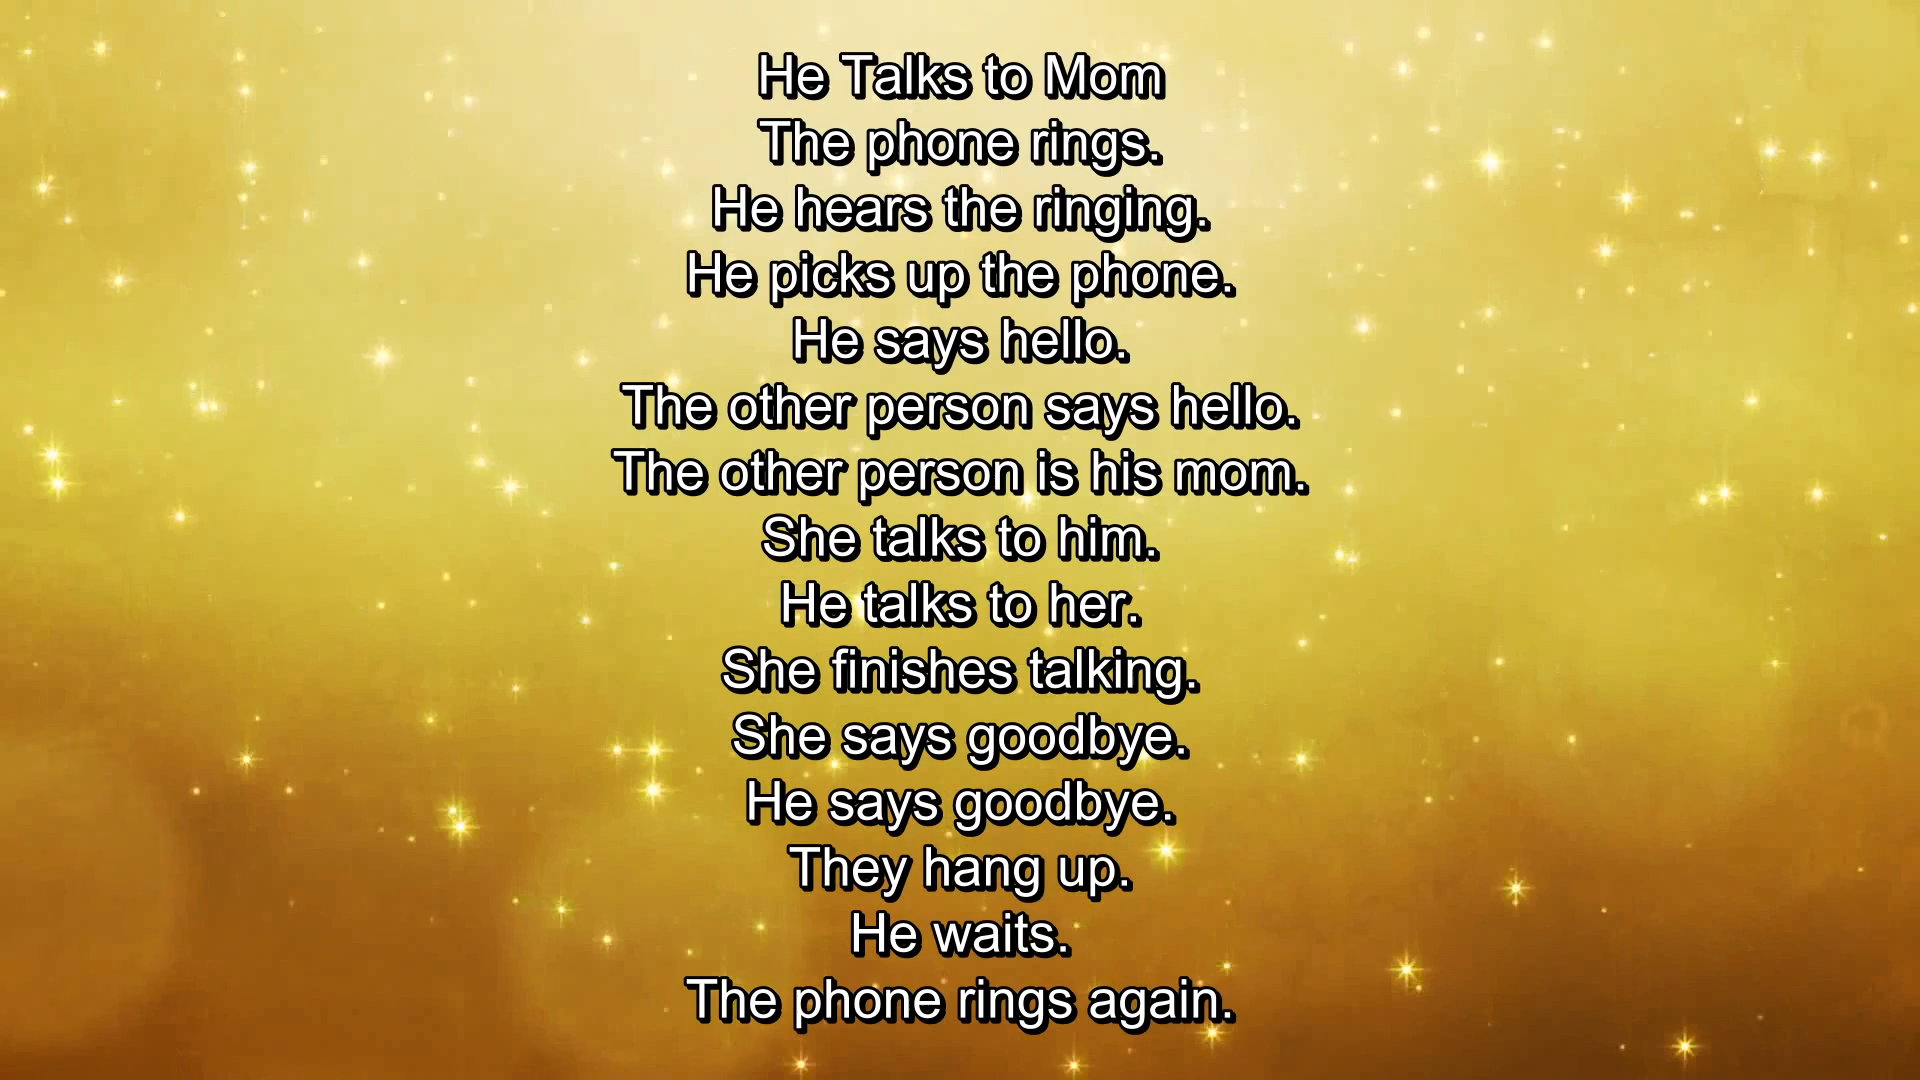 He Talks to Mom
The phone rings.
He hears the ringing.
He picks up the phone.
He says hello.
The other person says hello.
The other person is his mom.
She talks to him.
He talks to her.
She finishes talking.
She says goodbye.
He says goodbye.
They hang up.
He waits.
The phone rings again.